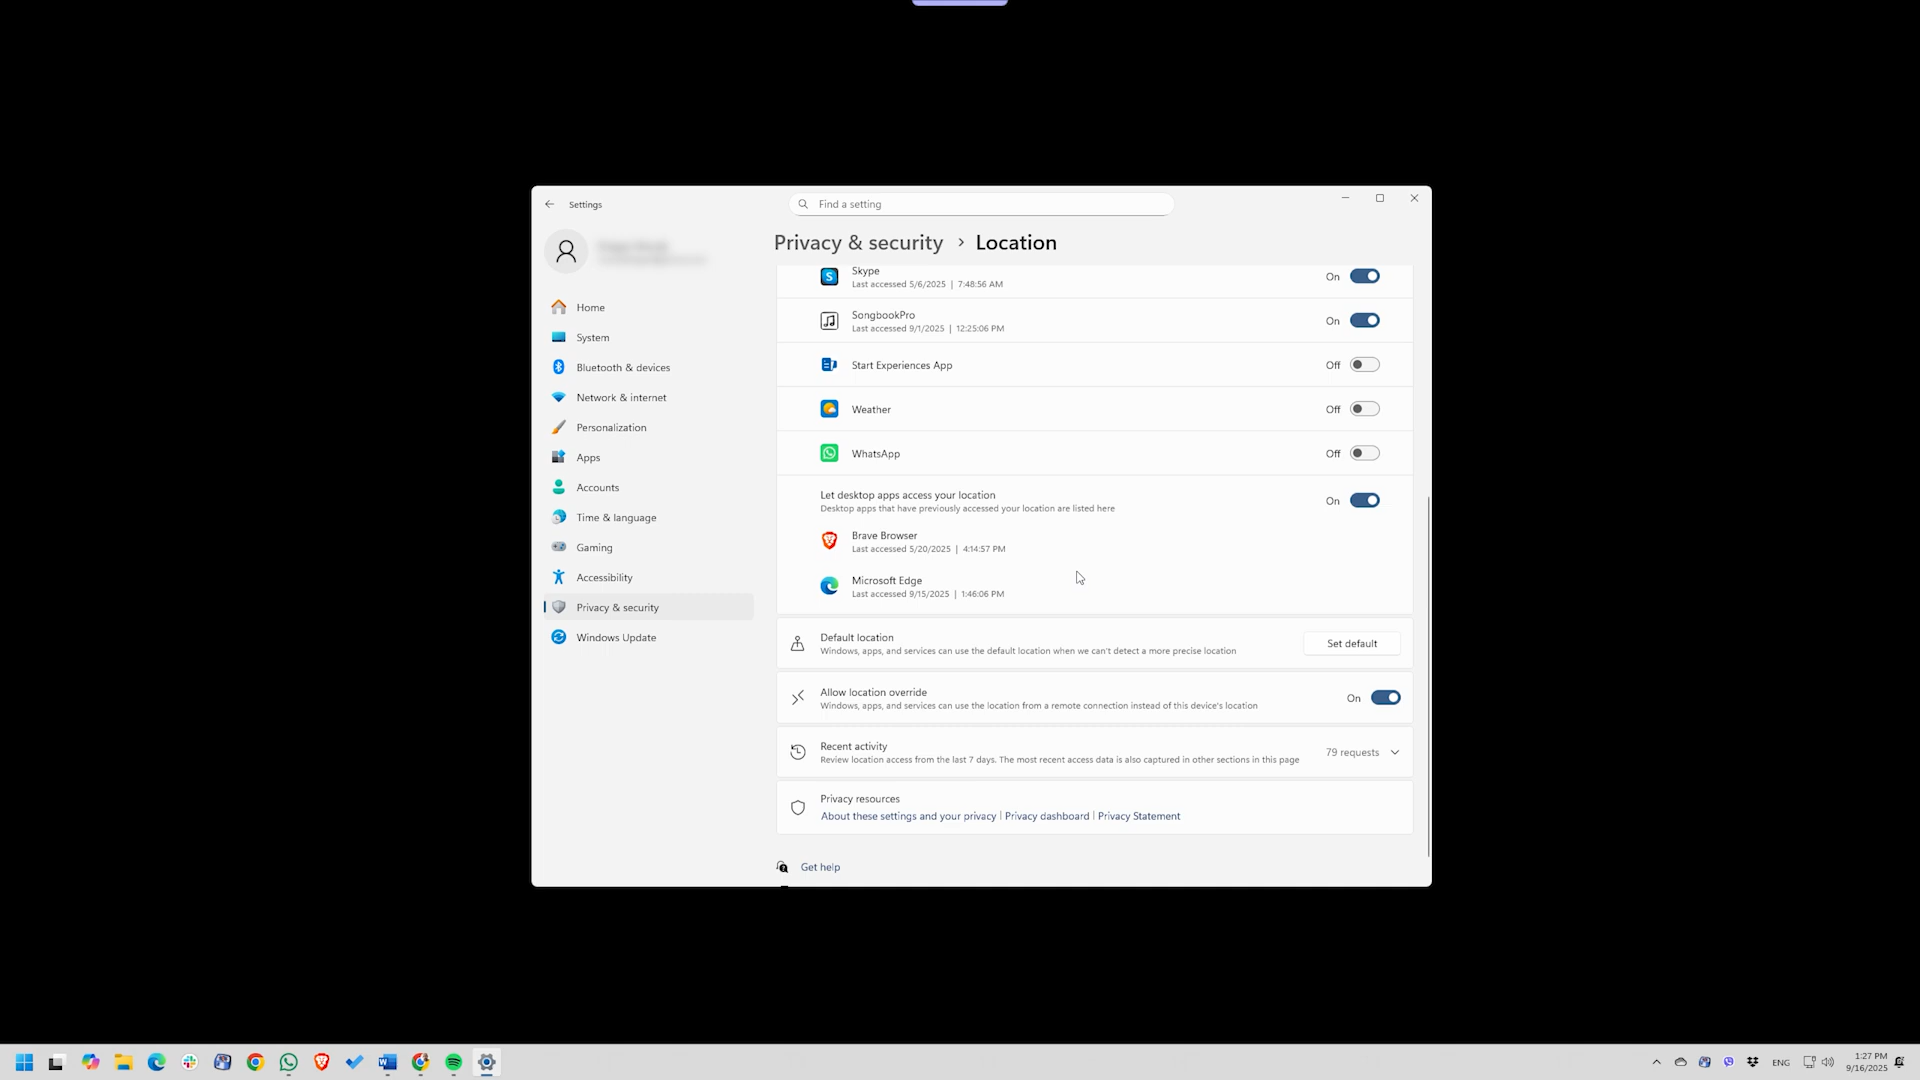 Settings
Find a setting
Privacy & security > Location
Home
System
Bluetooth & devices
Network & internet
Personalization
Apps
Accounts
Time & language
Gaming
Accessibility
Privacy & security
Windows Update
Skype
On
Last accessed 5/6/2025 | 7:48:56 AM
SongbookPro
On
Last accessed 9/1/2025 | 12:25:06 PM
Start Experiences App
Off
Weather
Off
WhatsApp
Off
Let desktop apps access your location
On
Desktop apps that have previously accessed your location are listed here
Brave Browser
Last accessed 5/20/2025 | 4:14:57 PM
Microsoft Edge
Last accessed 9/15/2025 | 1:46:06 PM
Default location
Set default
Windows, apps, and services can use the default location when we can't detect a more precise location
Allow location override
On
Windows, apps, and services can use the location from a remote connection instead of this device's location
Recent activity
79 requests
Review location access from the last 7 days. The most recent access data is also captured in other sections in this page
Privacy resources
About these settings and your privacy | Privacy dashboard | Privacy Statement
Get help
ENG
1:27 PM
9/16/2025